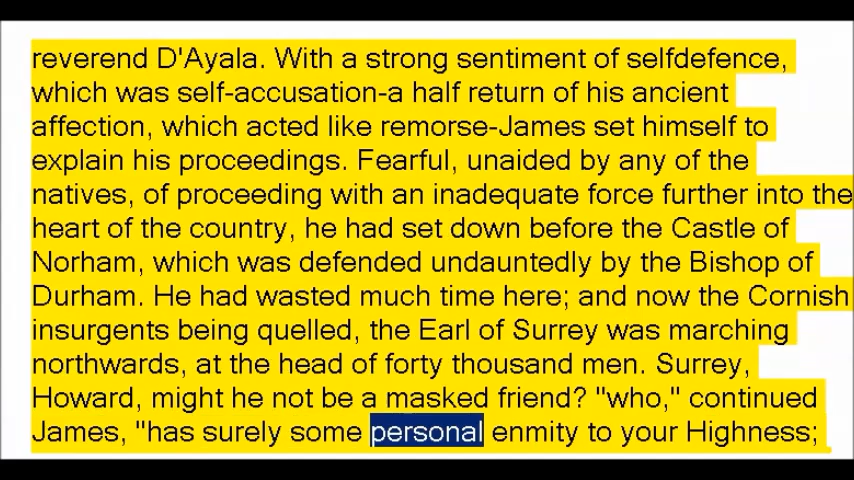 reverend D'Ayala. With a strong sentiment of selfdefence,
which was self-accusation-a half return of his ancient
affection, which acted like remorse-James set himself to
explain his proceedings. Fearful, unaided by any of the
natives, of proceeding with an inadequate force further into the
heart of the country, he had set down before the Castle of
Norham, which was defended undauntedly by the Bishop of
Durham. He had wasted much time here; and now the Cornish
insurgents being quelled, the Earl of Surrey was marching
northwards, at the head of forty thousand men. Surrey,
Howard, might he not be a masked friend? "who," continued
James, "has surely some personal enmity to your Highness;